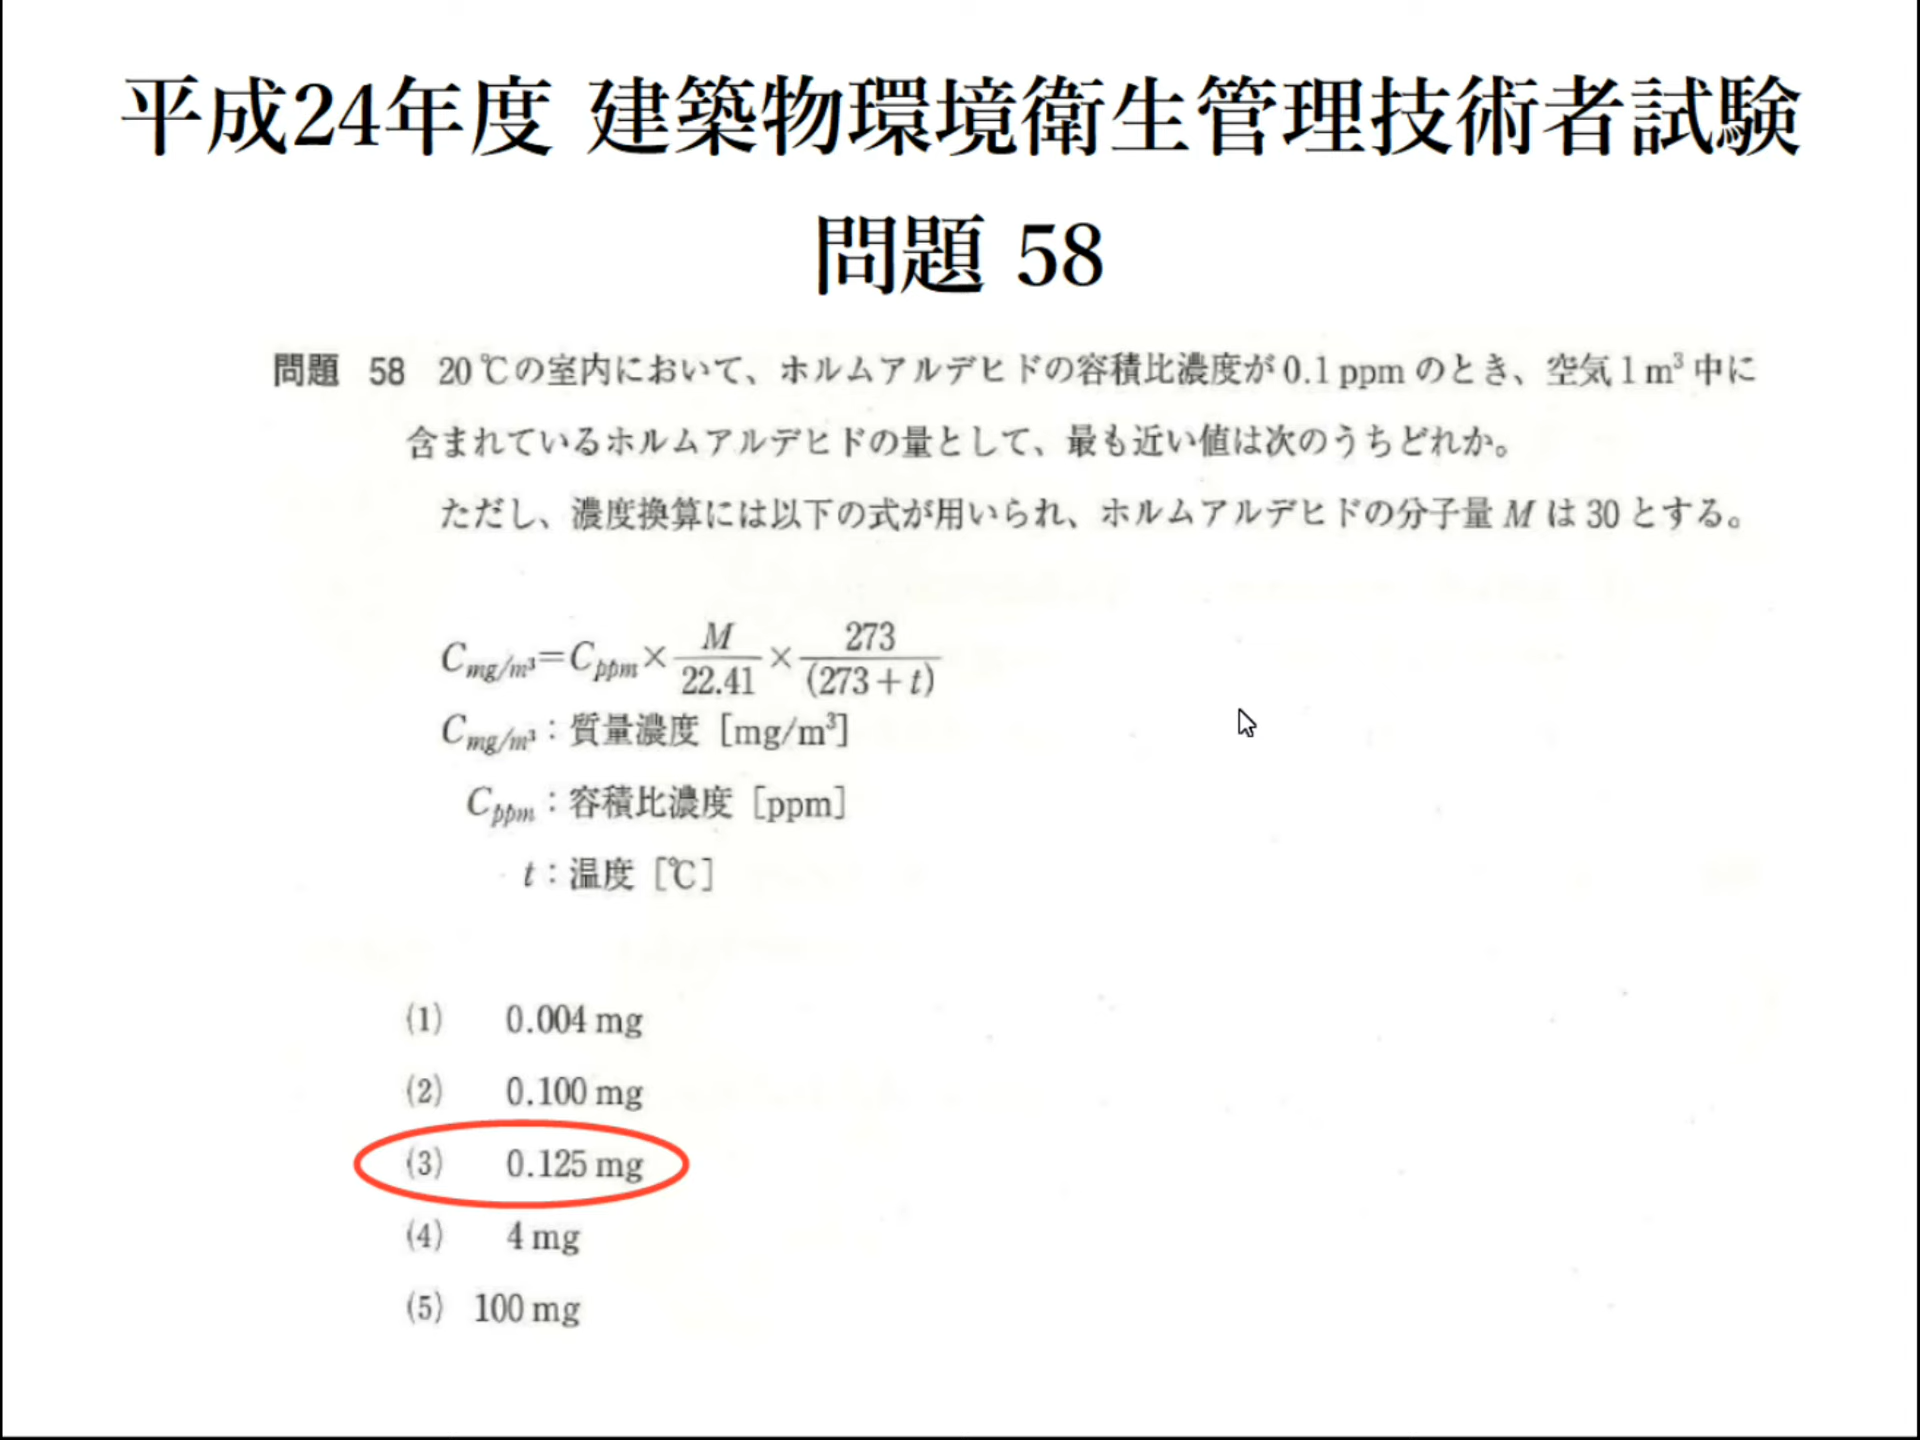 平成24年度 建築物環境衛生管理技術者試験
問題 58
問題 58 20℃の室内において、ホルムアルデヒドの容積比濃度が0.1 ppm のとき、空気1 m³ 中に
含まれているホルムアルデヒドの量として、最も近い値は次のうちどれか。
ただし、濃度換算には以下の式が用いられ、ホルムアルデヒドの分子量 M は 30 とする。
C mg/m³ = C ppm × M/22.41 × 273/(273＋t)
C mg/m³：質量濃度［mg/m³］
C ppm：容積比濃度［ppm］
t：温度［℃］
(1) 0.004 mg
(2) 0.100 mg
(3) 0.125 mg
(4) 4 mg
(5) 100 mg